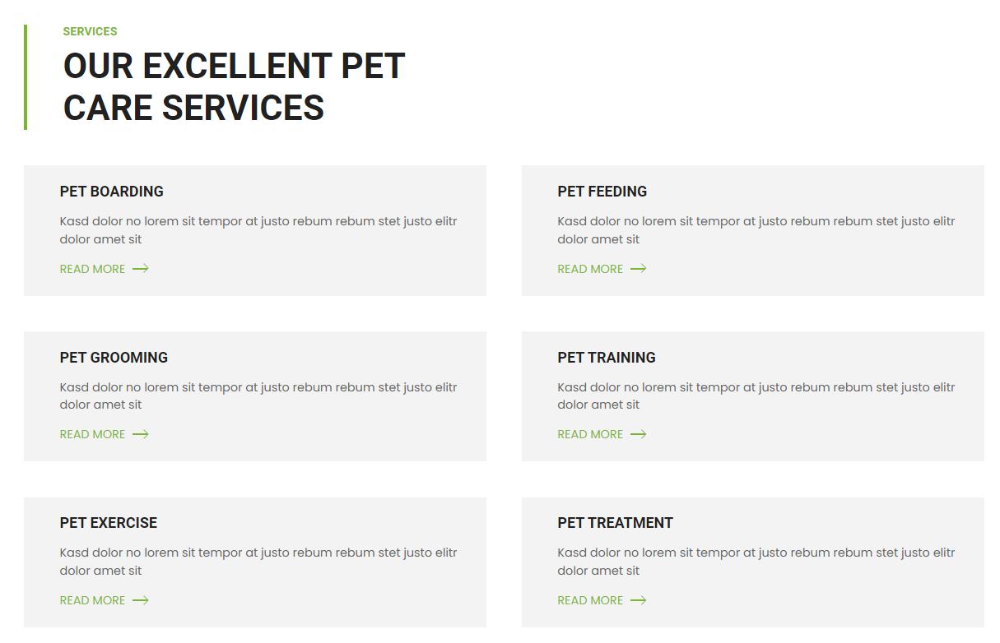 SERVICES
OUR EXCELLENT PET
CARE SERVICES
PET BOARDING
Kasd dolor no lorem sit tempor at justo rebum rebum stet justo elitr
dolor amet sit
READ MORE
PET FEEDING
Kasd dolor no lorem sit tempor at justo rebum rebum stet justo elitr
dolor amet sit
READ MORE
PET GROOMING
Kasd dolor no lorem sit tempor at justo rebum rebum stet justo elitr
dolor amet sit
READ MORE
PET TRAINING
Kasd dolor no lorem sit tempor at justo rebum rebum stet justo elitr
dolor amet sit
READ MORE
PET EXERCISE
Kasd dolor no lorem sit tempor at justo rebum rebum stet justo elitr
dolor amet sit
READ MORE
PET TREATMENT
Kasd dolor no lorem sit tempor at justo rebum rebum stet justo elitr
dolor amet sit
READ MORE